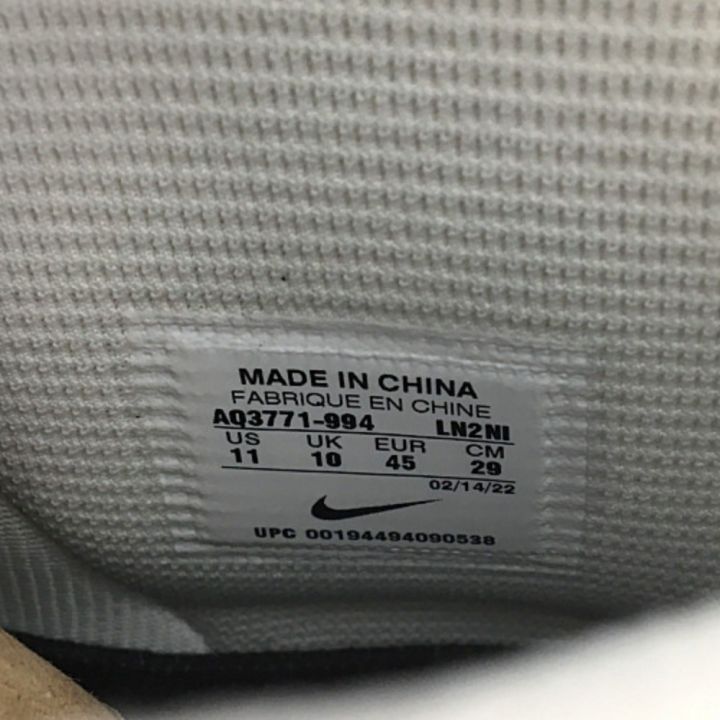 MADE IN CHINA
FABRIQUE EN CHINE
AQ3771-994 LN2NI
US UK EUR CM
11 10 45 29
02/14/22
UPC 00194494090538